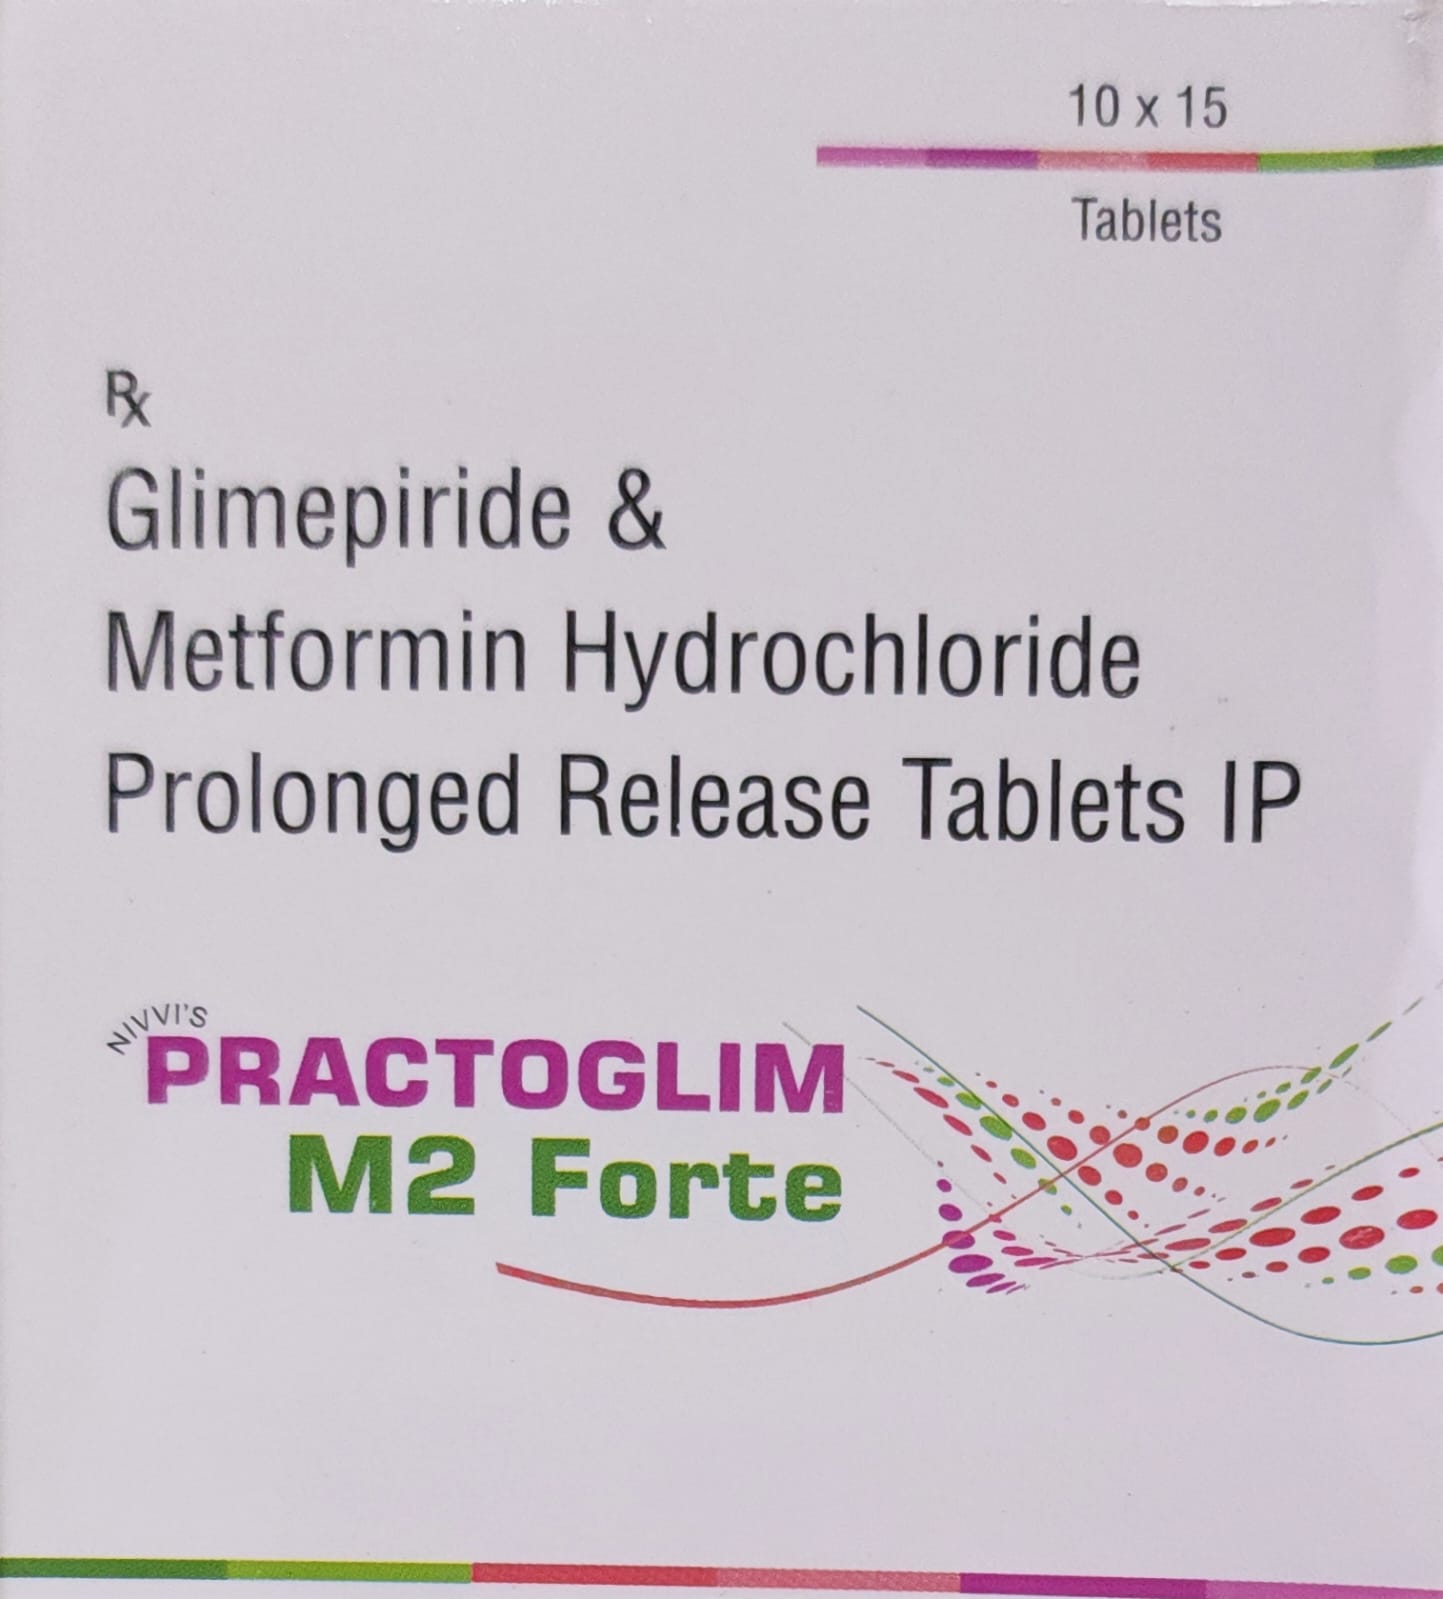 10 x 15
Tablets
Rx
Glimepiride &
Metformin Hydrochloride
Prolonged Release Tablets IP
NIVVI'S
PRACTOGLIM
M2 Forte